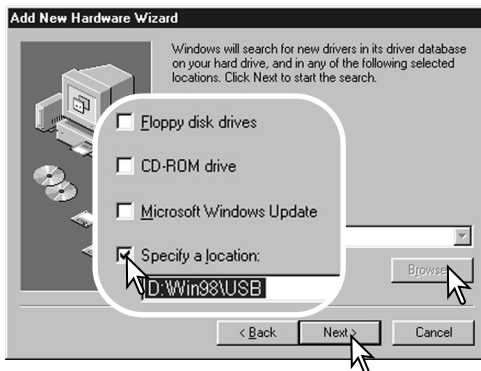 Add New Hardware Wizard
Windows will search for new drivers in its driver database
on your hard drive, and in any of the following selected
locations. Click Next to start the search.
Floppy disk drives
CD-ROM drive
Microsoft Windows Update
Specify a location:
D:\Win98\USB
Browse
< Back
Next >
Cancel